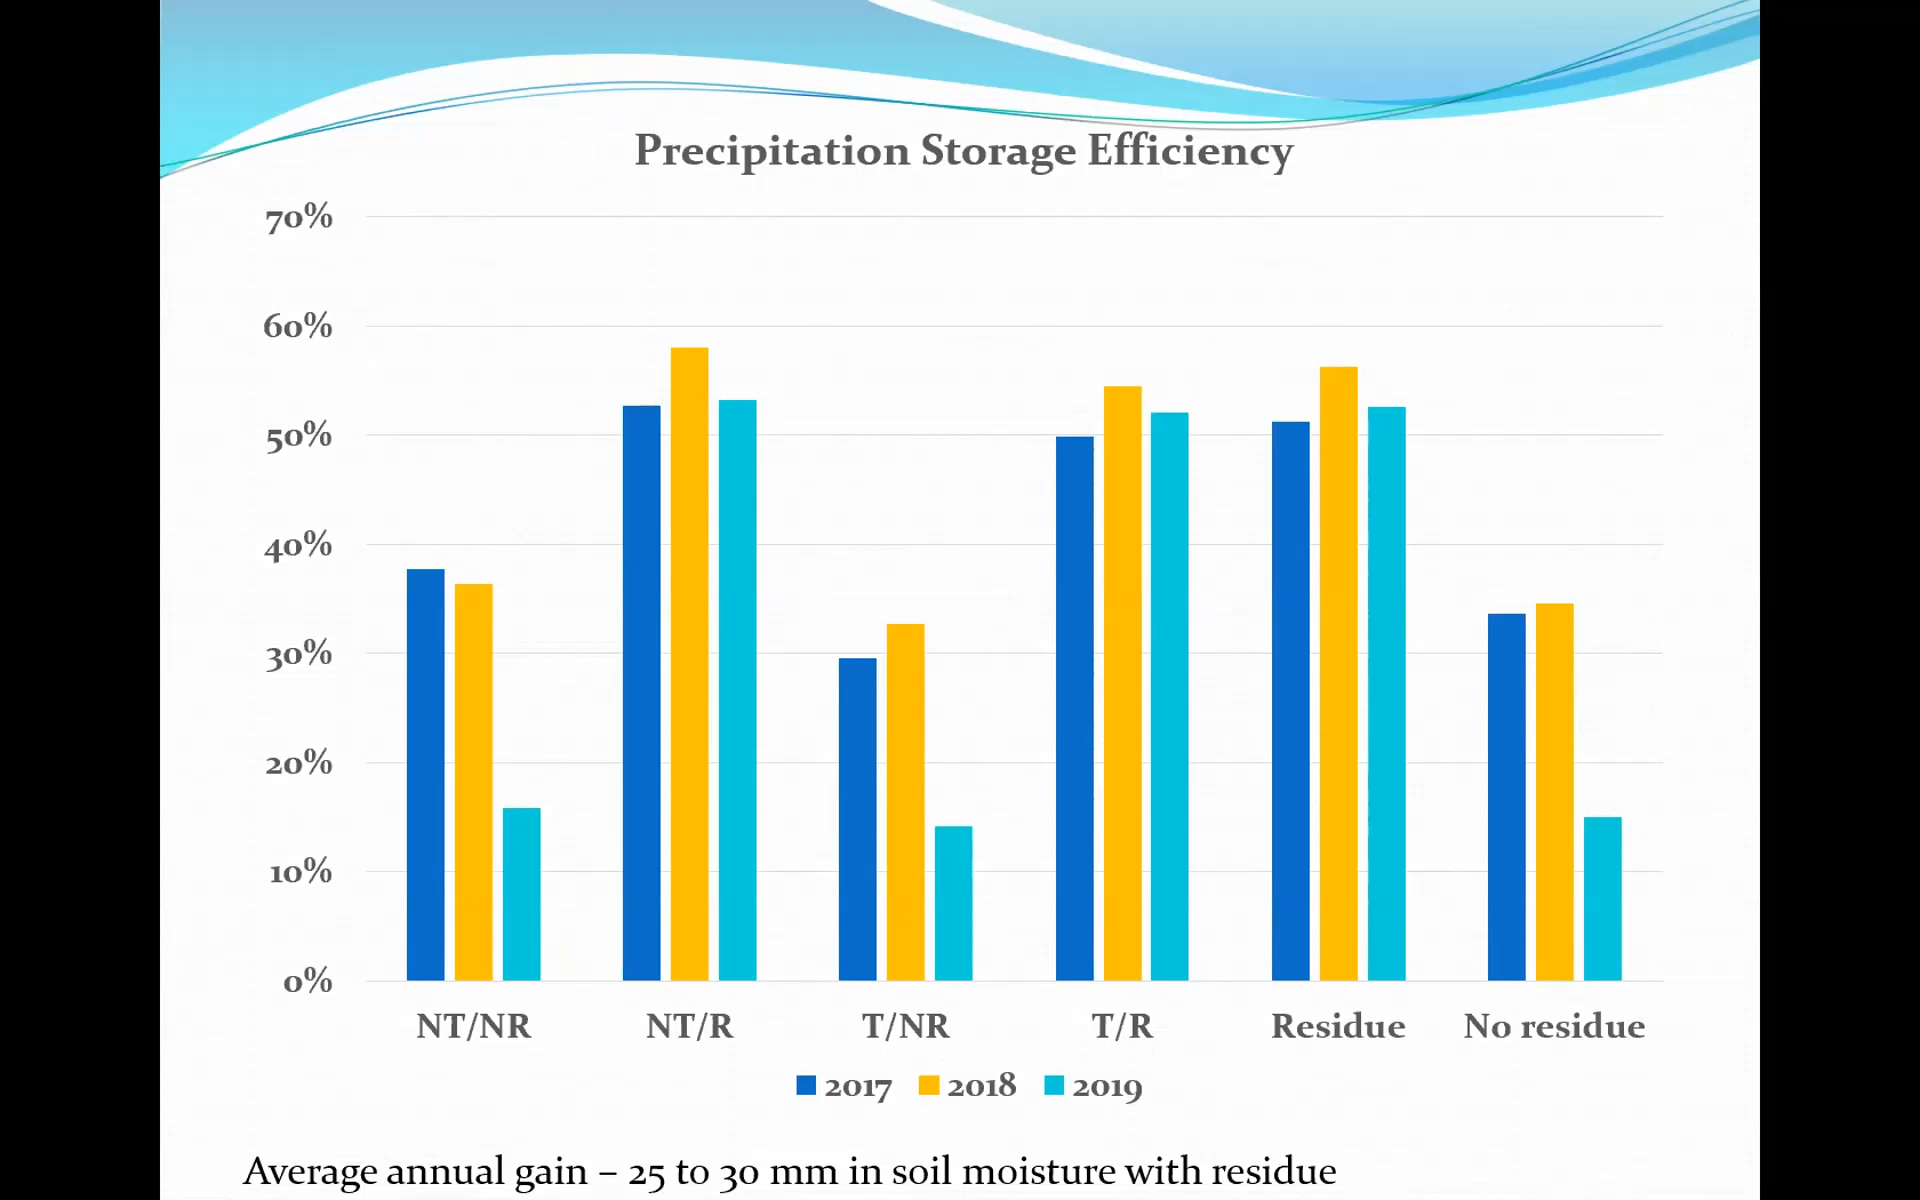 Precipitation Storage Efficiency
70%
60%
50%
40%
30%
20%
10%
0%
NT/NR NT/R T/NR T/R Residue No residue
2017 2018 2019
Average annual gain – 25 to 30 mm in soil moisture with residue